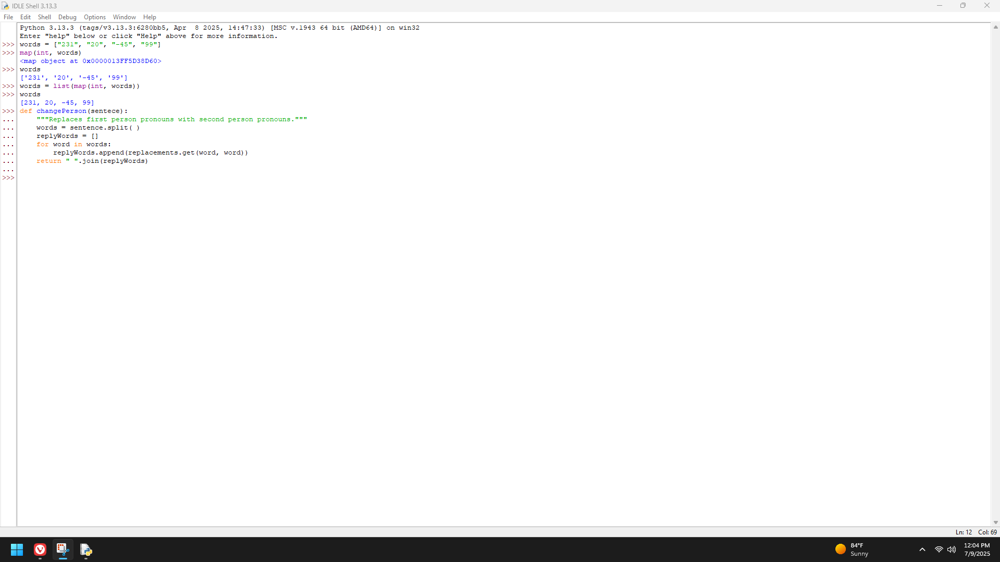 IDLE Shell 3.13.3
File Edit Shell Debug Options Window Help
Python 3.13.3 (tags/v3.13.3:6280bb5, Apr  8 2025, 14:47:33) [MSC v.1943 64 bit (AMD64)] on win32
Enter "help" below or click "Help" above for more information.
>>> words = ["231", "20", "-45", "99"]
>>> map(int, words)
<map object at 0x0000013FF5D38D60>
>>> words
['231', '20', '-45', '99']
>>> words = list(map(int, words))
>>> words
[231, 20, -45, 99]
>>> def changePerson(sentece):
...     """Replaces first person pronouns with second person pronouns."""
...     words = sentence.split( )
...     replyWords = []
...     for word in words:
...         replyWords.append(replacements.get(word, word))
...     return " ".join(replyWords)
...
>>>
Ln: 12 Col: 69
84°F
Sunny
12:04 PM
7/9/2025